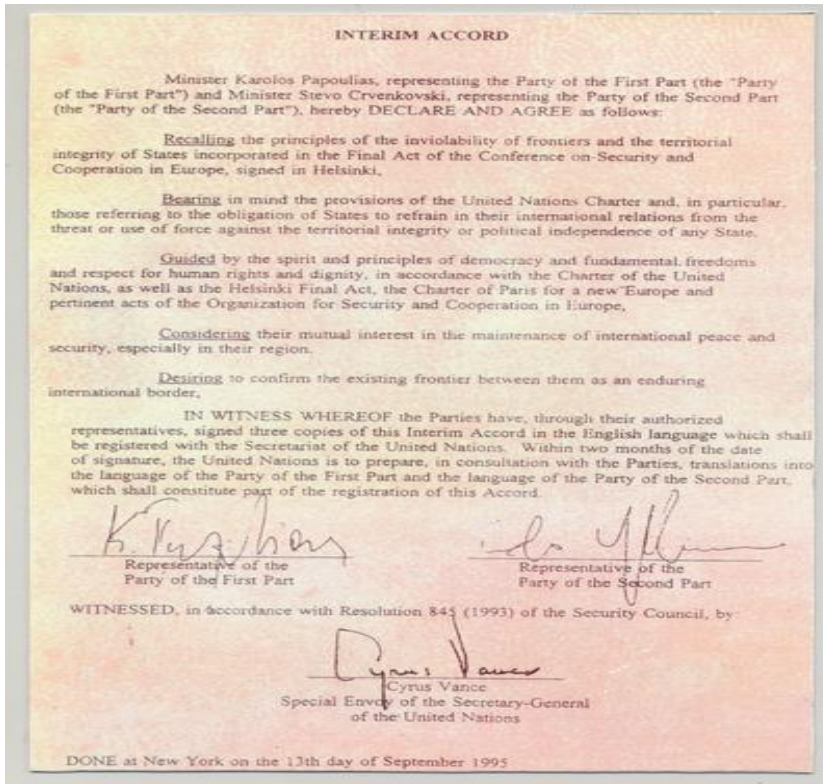 INTERIM ACCORD
Minister Karolos Papoulias, representing the Party of the First Part (the "Party
of the First Part") and Minister Stevo Crvenkovski, representing the Party of the Second Part
(the "Party of the Second Part"), hereby DECLARE AND AGREE as follows:
Recalling the principles of the inviolability of frontiers and the territorial
integrity of States incorporated in the Final Act of the Conference on Security and
Cooperation in Europe, signed in Helsinki,
Bearing in mind the provisions of the United Nations Charter and, in particular,
those referring to the obligation of States to refrain in their international relations from the
threat or use of force against the territorial integrity or political independence of any State,
Guided by the spirit and principles of democracy and fundamental freedoms
and respect for human rights and dignity, in accordance with the Charter of the United
Nations, as well as the Helsinki Final Act, the Charter of Paris for a new Europe and
pertinent acts of the Organization for Security and Cooperation in Europe,
Considering their mutual interest in the maintenance of international peace and
security, especially in their region.
Desiring to confirm the existing frontier between them as an enduring
international border,
IN WITNESS WHEREOF the Parties have, through their authorized
representatives, signed three copies of this Interim Accord in the English language which shall
be registered with the Secretariat of the United Nations. Within two months of the date
of signature, the United Nations is to prepare, in consultation with the Parties, translations into
the language of the Party of the First Part and the language of the Party of the Second Part,
which shall constitute part of the registration of this Accord.
Representative of the
Party of the First Part
Representative of the
Party of the Second Part
WITNESSED, in accordance with Resolution 845 (1993) of the Security Council, by:
Cyrus Vance
Cyrus Vance
Special Envoy of the Secretary-General
of the United Nations
DONE at New York on the 13th day of September 1995